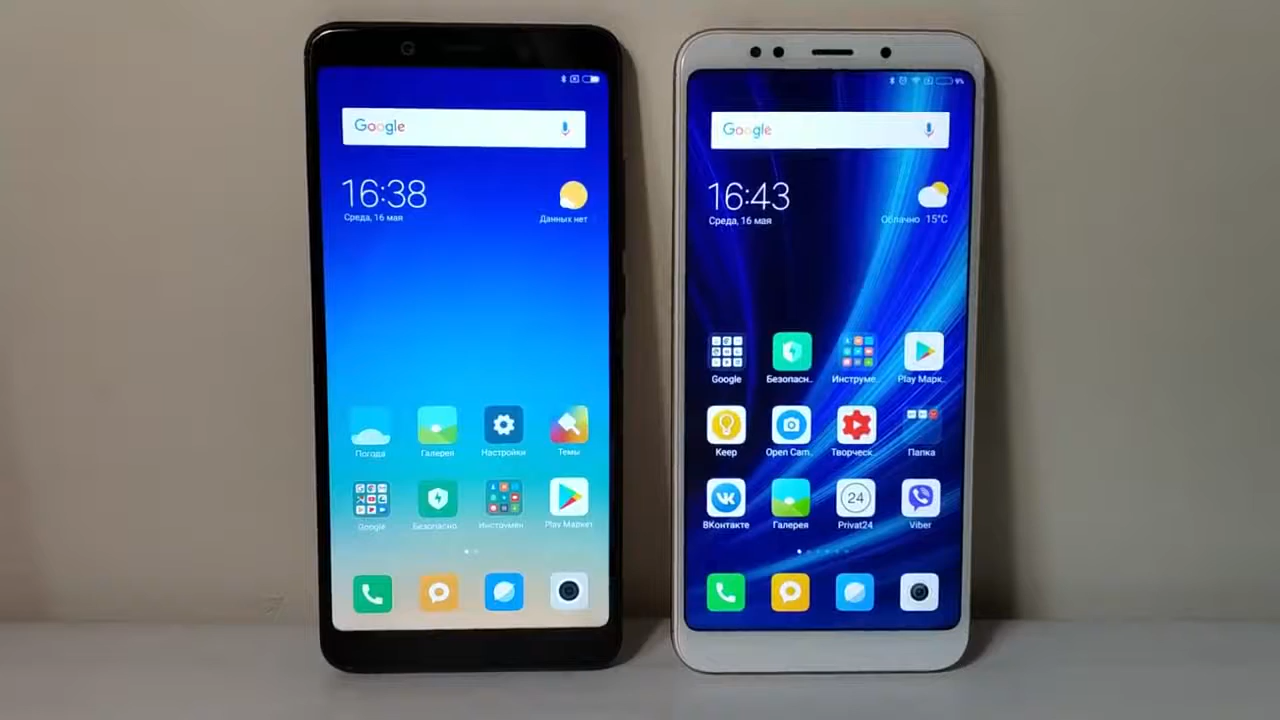 Google
16:38
Среда, 16 мая
Данных нет
Погода
Галерея
Настройки
Темы
Google
Безопасно
Инструмен
Play Маркет
9%
Google
16:43
Среда, 16 мая
Облачно 15°C
Google
Безопасн..
Инструме..
Play Марк..
Keep
Open Cam..
Творческ..
Папка
24
ВКонтакте
Галерея
Privat24
Viber